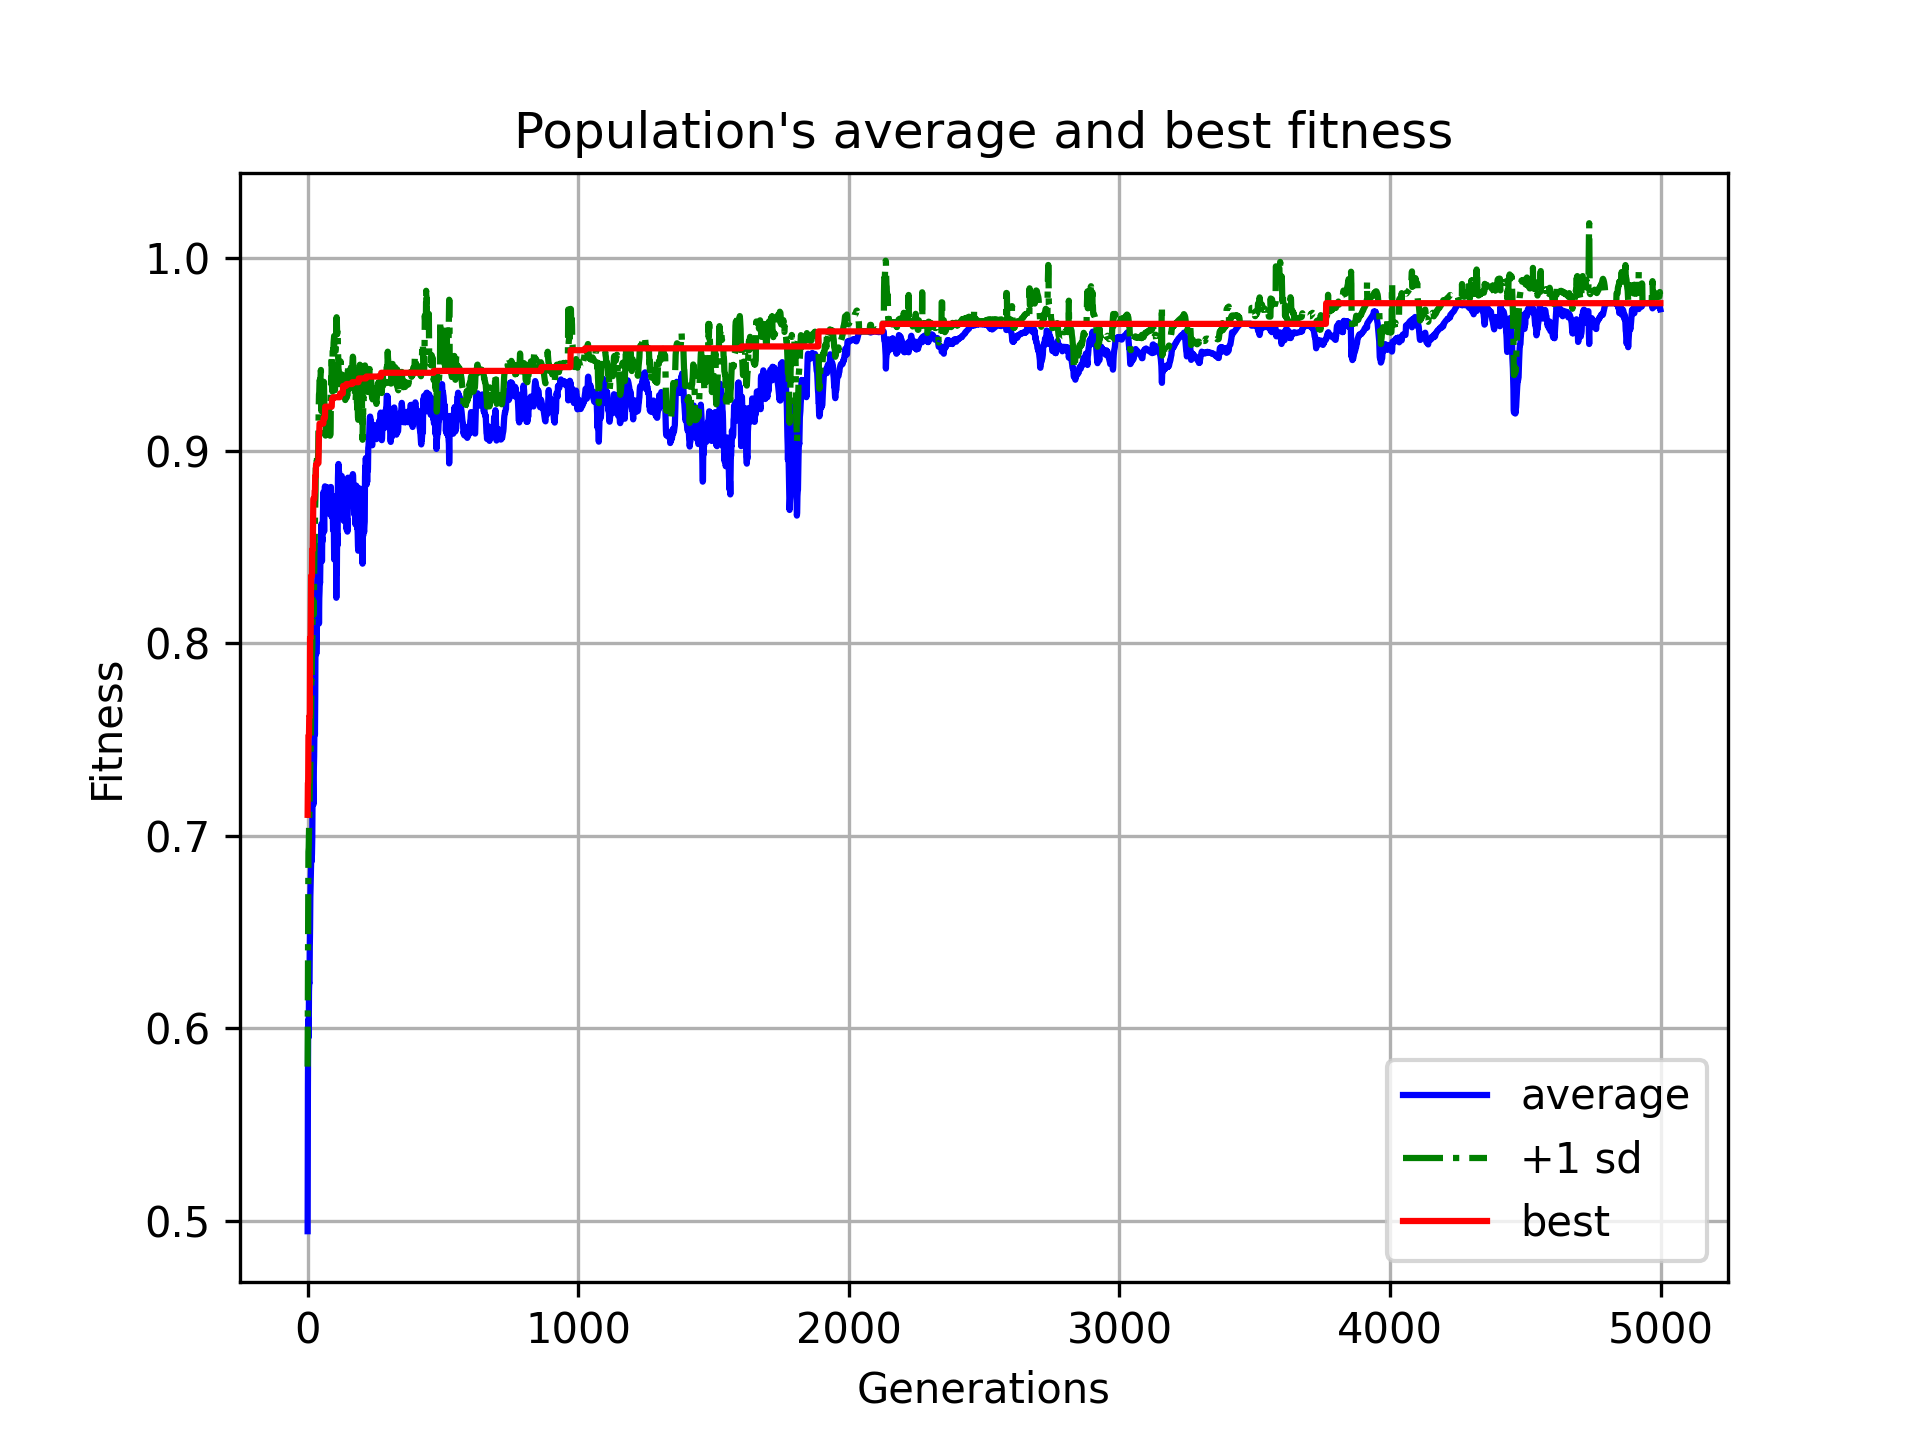 Population's average and best fitness
1.0
0.9
0.8
0.7
0.6
0.5
Fitness
0 1000 2000 3000 4000 5000
Generations
average
+1 sd
best